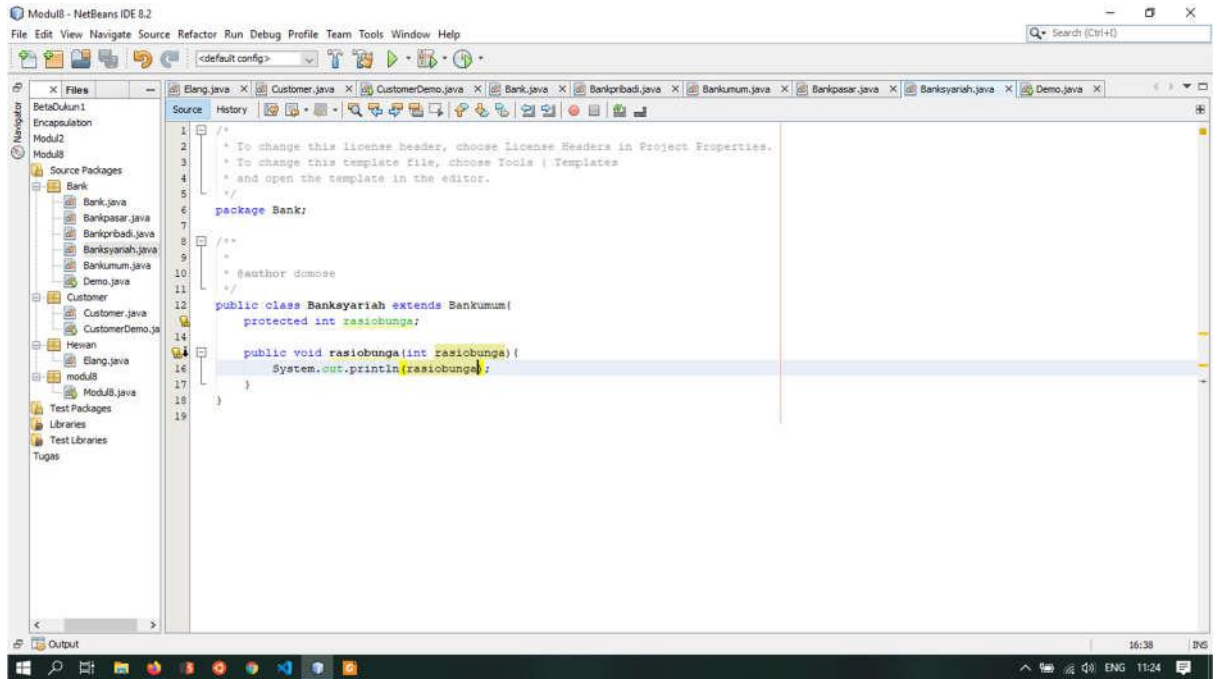 Modul8 - NetBeans IDE 8.2
File Edit View Navigate Source Refactor Run Debug Profile Team Tools Window Help
Search (Ctrl+I)
<default config>
Files
Elang.java Customer.java CustomerDemo.java Bank.java Bankpribadi.java Bankumum.java Bankpasar.java Banksyariah.java Demo.java
Navigator
Source History
BetaDukun1
Encapsulation
Modul2
Modul8
Source Packages
Bank
Bank.java
Bankpasar.java
Bankpribadi.java
Banksyariah.java
Bankumum.java
Demo.java
Customer
Customer.java
CustomerDemo.ja
Hewan
Elang.java
modul8
Modul8.java
Test Packages
Libraries
Test Libraries
Tugas
1 /*
2 * To change this license header, choose License Headers in Project Properties.
3 * To change this template file, choose Tools | Templates
4 * and open the template in the editor.
5 */
6 package Bank;
7
8 /**
9 *
10 * @author domose
11 */
12 public class Banksyariah extends Bankumum{
protected int rasiobunga;
14
public void rasiobunga(int rasiobunga){
16 System.out.println(rasiobunga);
17 }
18 }
19
Output
16:38 INS
ENG 11:24